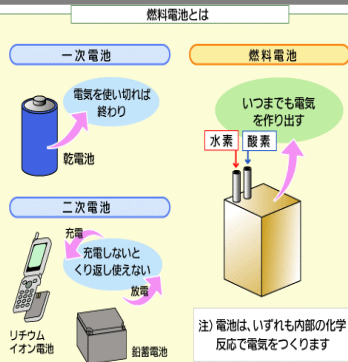 燃料電池とは
一次電池
電気を使い切れば
終わり
乾電池
二次電池
充電
充電しないと
くり返し使えない
放電
リチウム
イオン電池
鉛蓄電池
燃料電池
いつまでも電気
を作り出す
水素
酸素
注）電池は、いずれも内部の化学
反応で電気をつくります